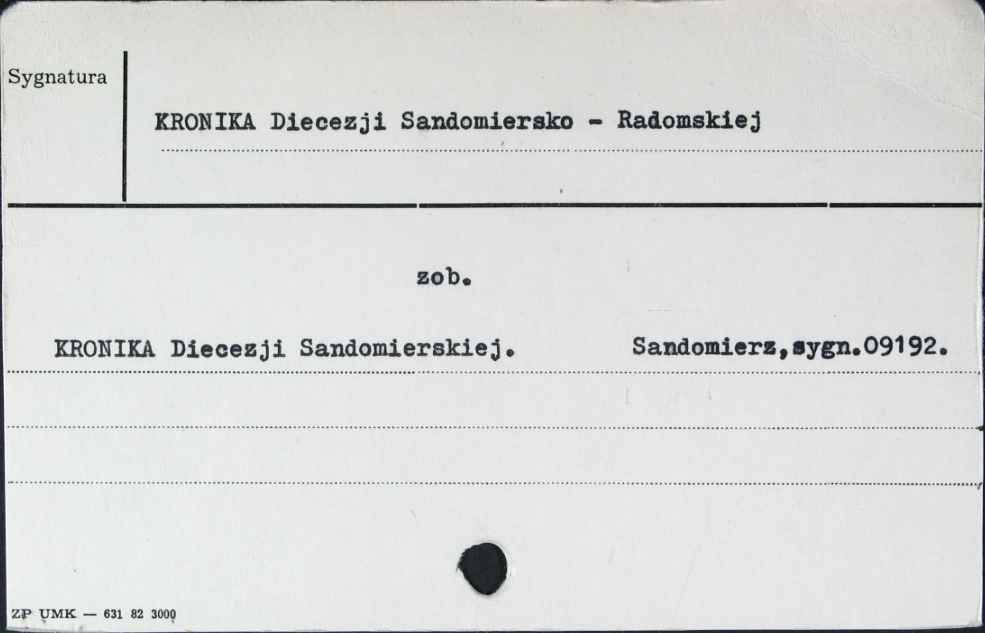 Sygnatura
KRONIKA Diecezji Sandomiersko - Radomskiej
zob.
KRONIKA Diecezji Sandomierskiej. Sandomierz,sygn.09192.
ZP UMK — 631 82 3000